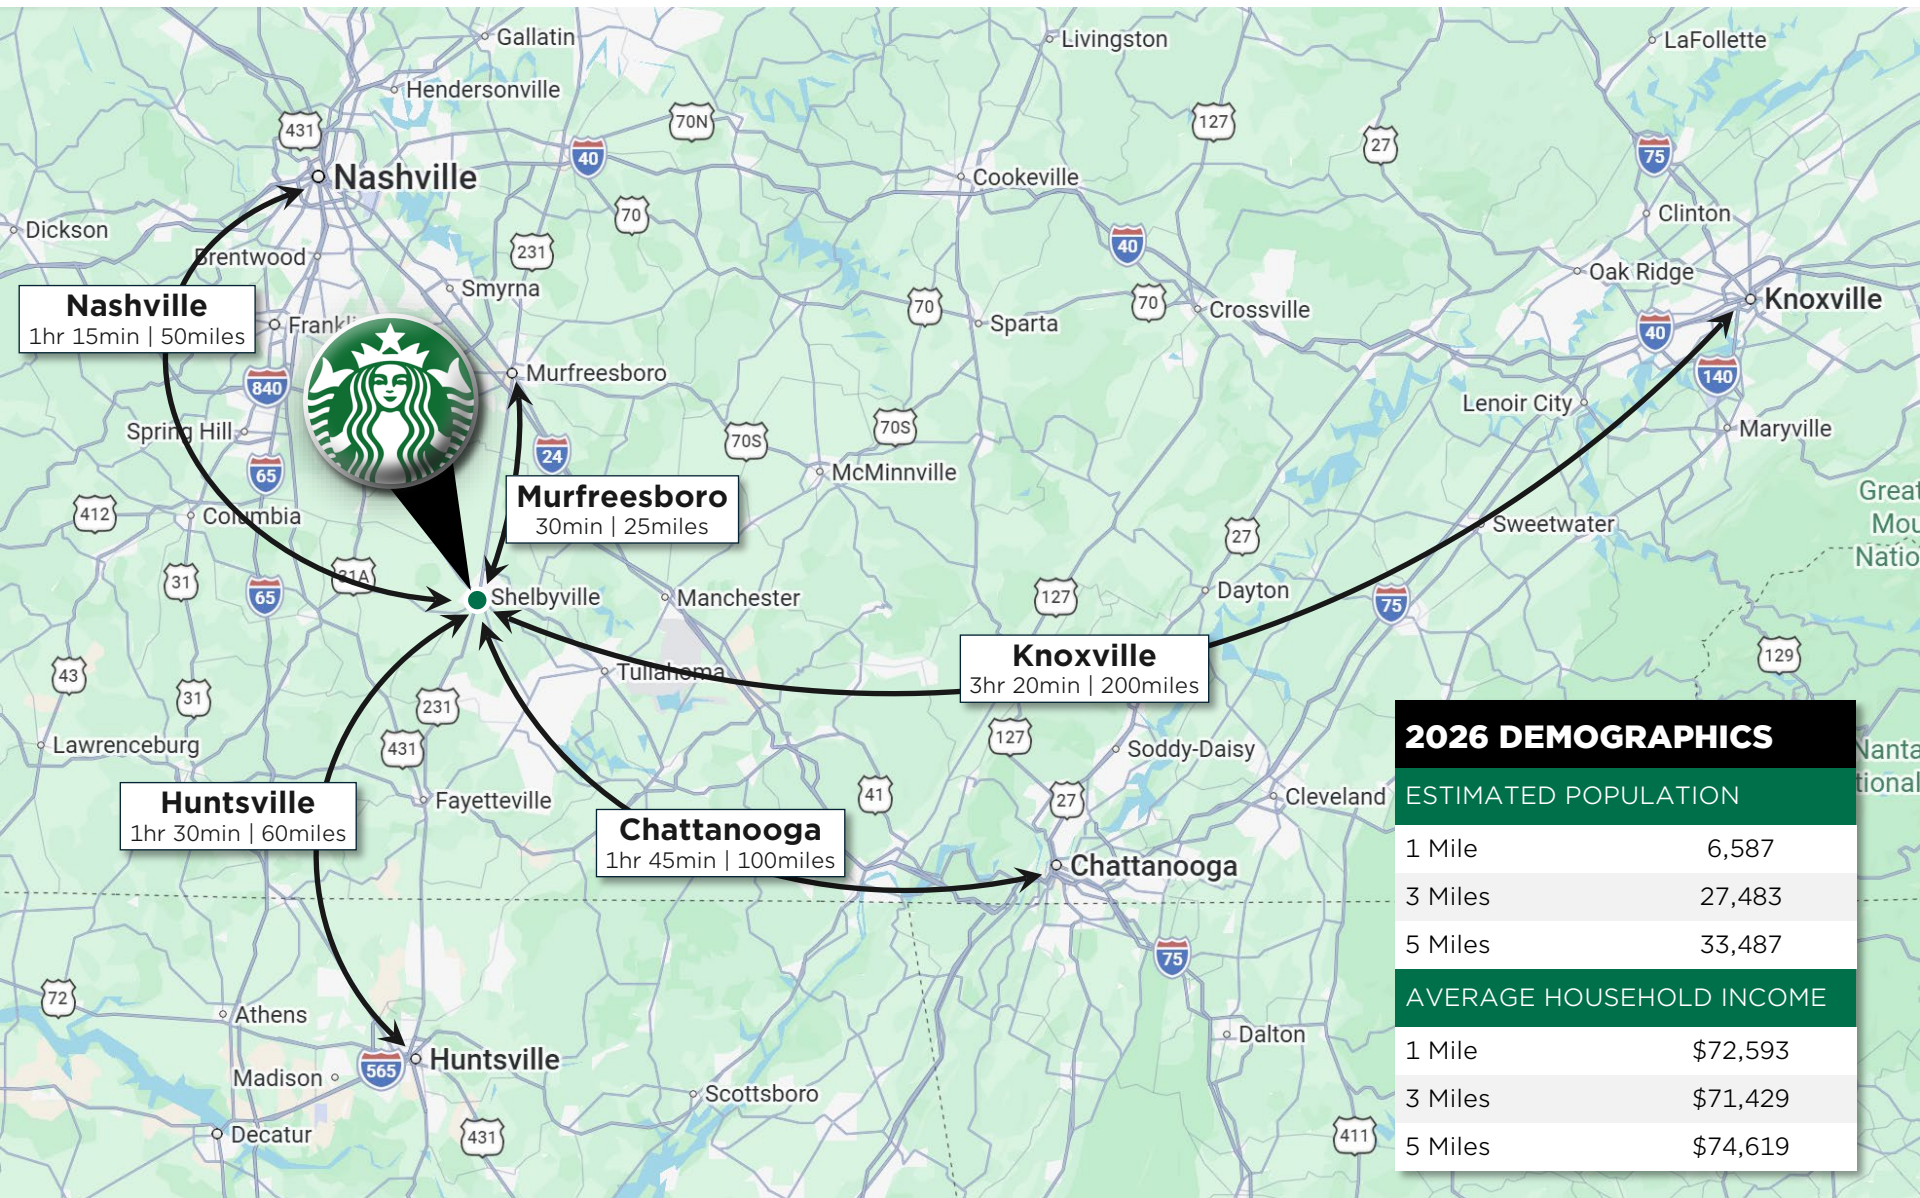 Gallatin
Livingston
LaFollette
Hendersonville
431
70N
127
27
40
75
Nashville
Cookeville
70
Clinton
Dickson
231
40
Brentwood
Oak Ridge
Smyrna
Knoxville
Nashville
1hr 15min | 50miles
70
70
Crossville
Sparta
40
Murfreesboro
140
840
Lenoir City
Spring Hill
70S
70S
Maryville
24
65
McMinnville
Murfreesboro
30min | 25miles
412
Columbia
Sweetwater
27
31
31A
65
Shelbyville
Manchester
127
Dayton
75
Knoxville
3hr 20min | 200miles
129
43
Tullahoma
31
231
127
Lawrenceburg
431
Soddy-Daisy
Huntsville
1hr 30min | 60miles
Fayetteville
41
27
Cleveland
Chattanooga
1hr 45min | 100miles
Chattanooga
75
72
Athens
Dalton
Huntsville
565
Madison
Scottsboro
Decatur
431
411
2026 DEMOGRAPHICS
ESTIMATED POPULATION
1 Mile 6,587
3 Miles 27,483
5 Miles 33,487
AVERAGE HOUSEHOLD INCOME
1 Mile $72,593
3 Miles $71,429
5 Miles $74,619